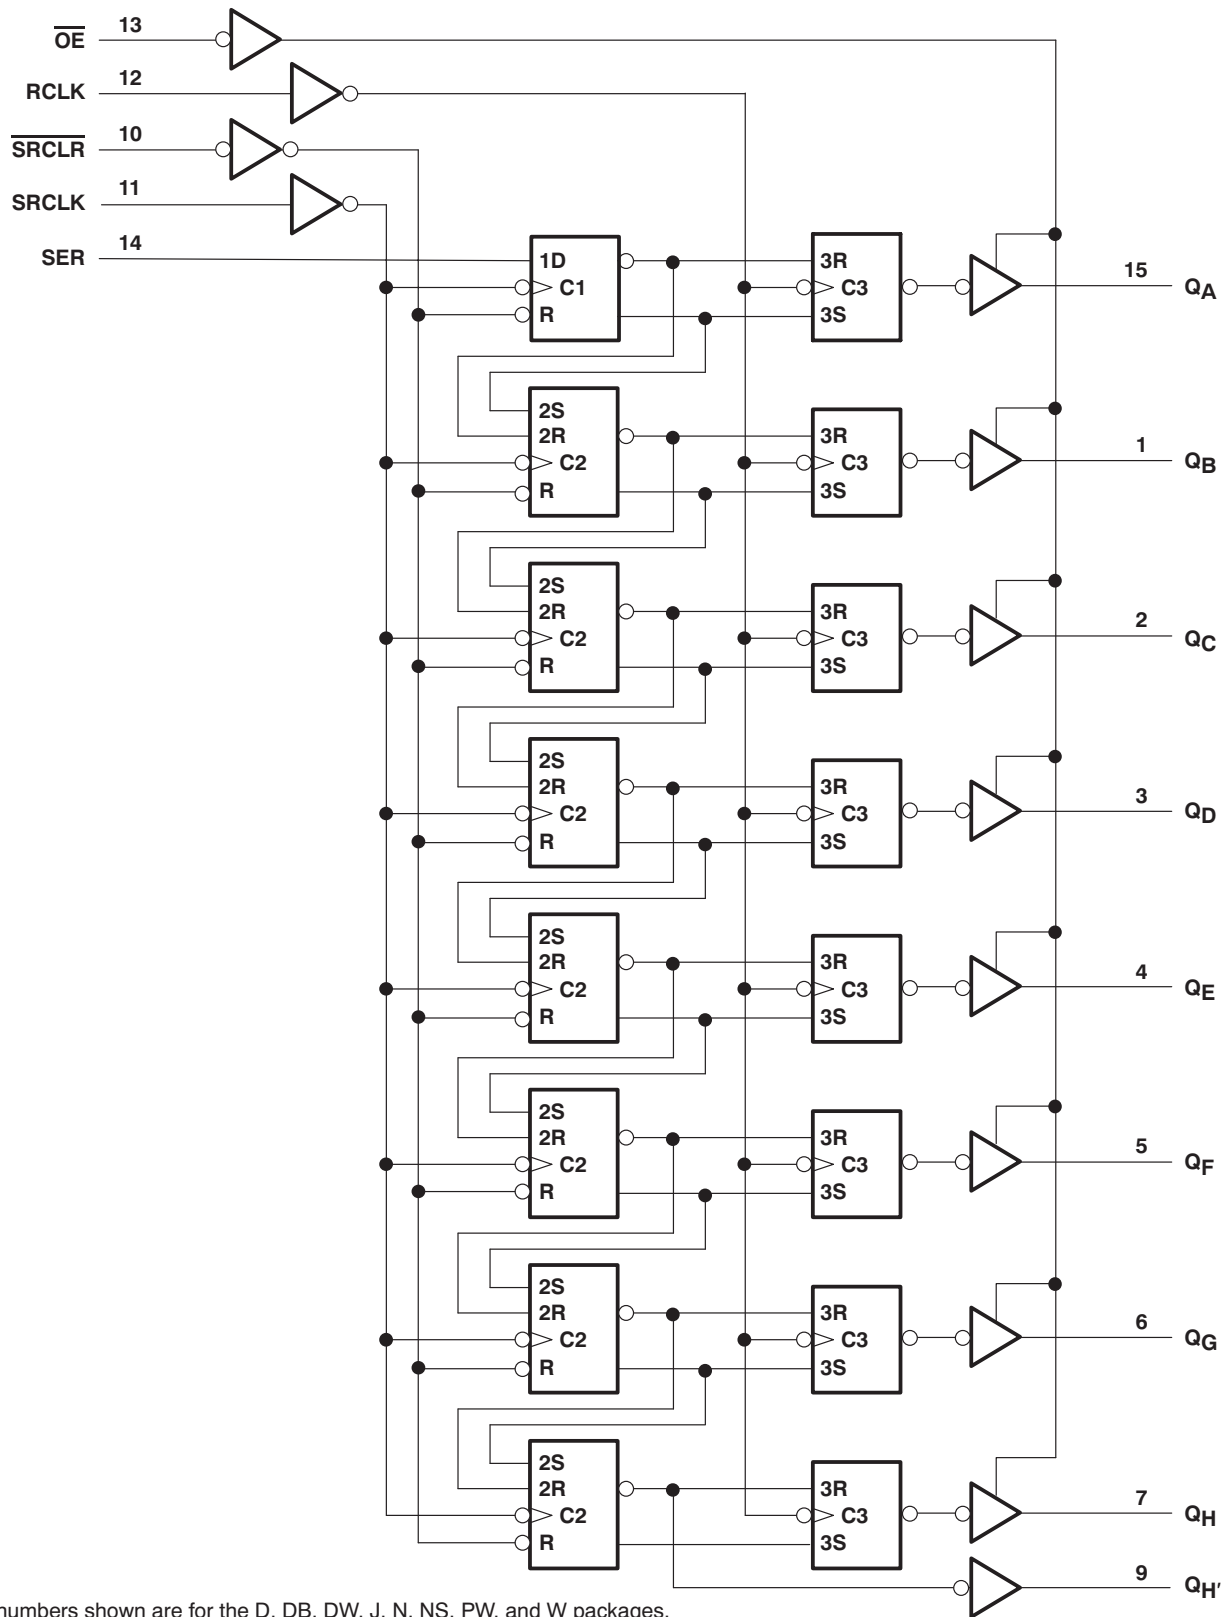 OE 13
RCLK 12
SRCLR 10
SRCLK 11
SER 14
1D 3R
C1 C3 15 QA
R 3S
2S
2R 3R
C2 C3 1 QB
R 3S
2S
2R 3R
C2 C3 2 QC
R 3S
2S
2R 3R
C2 C3 3 QD
R 3S
2S
2R 3R
C2 C3 4 QE
R 3S
2S
2R 3R
C2 C3 5 QF
R 3S
2S
2R 3R
C2 C3 6 QG
R 3S
2S
2R 3R
C2 C3 7 QH
R 3S
9 QH′
numbers shown are for the D, DB, DW, J, N, NS, PW, and W packages.